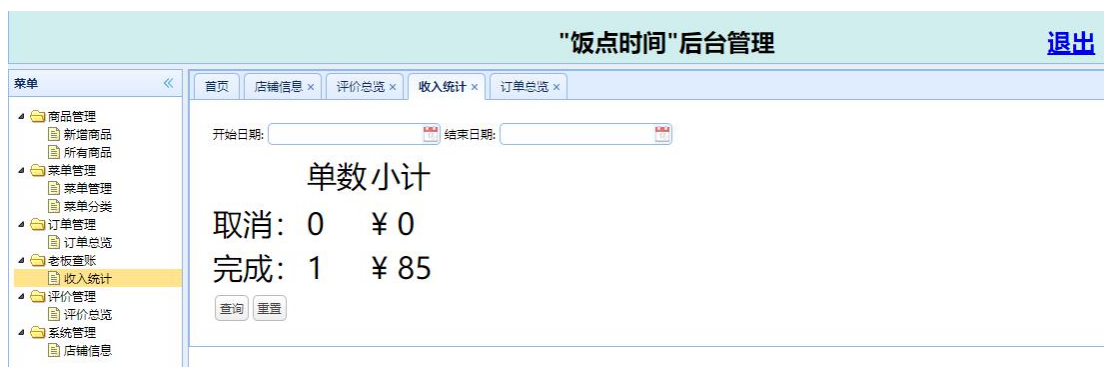 "饭点时间"后台管理 退出
菜单
商品管理
新增商品
所有商品
菜单管理
菜单管理
菜单分类
订单管理
订单总览
老板查账
收入统计
评价管理
评价总览
系统管理
店铺信息
首页 店铺信息 × 评价总览 × 收入统计 × 订单总览 ×
开始日期: 结束日期:
单数 小计
取消： 0 ¥ 0
完成： 1 ¥ 85
查询 重置